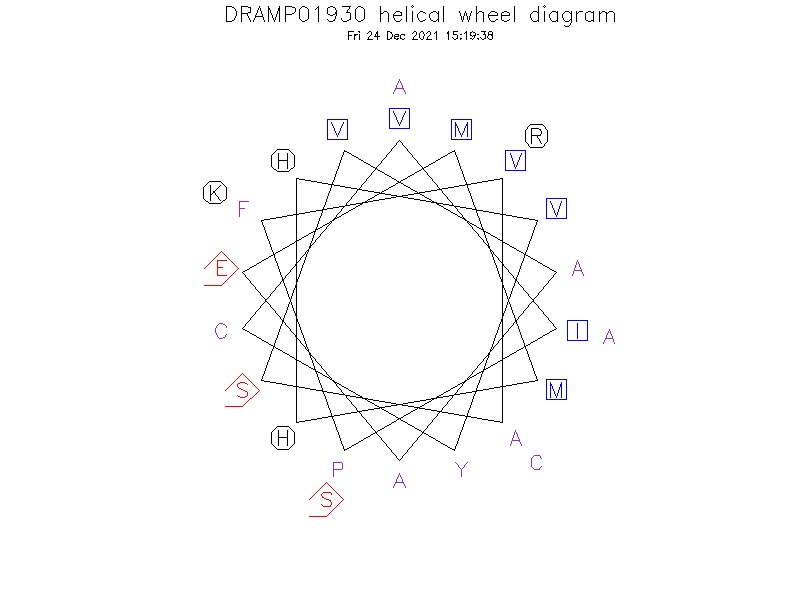 DRAMP01930 helical wheel diagram
Fri 24 Dec 2021 15:19:38
A
V
V
M
R
H
V
K
F
V
E
A
C
I
A
S
M
H
A
P
Y
C
A
S